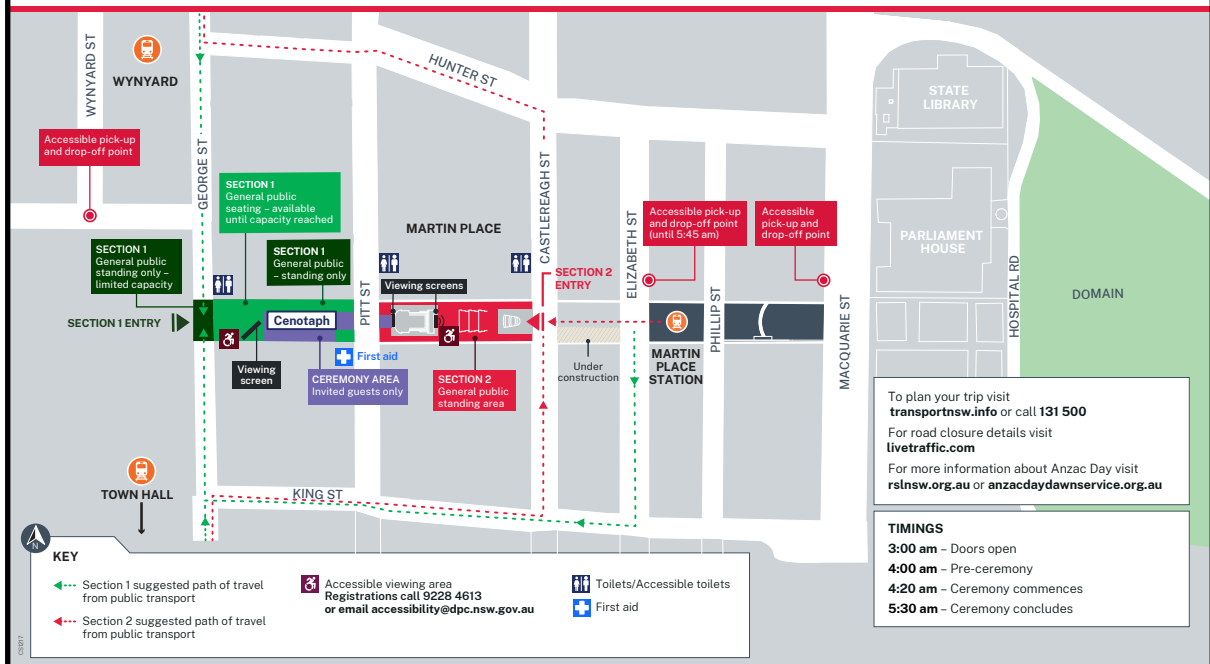 WYNYARD ST
WYNYARD
HUNTER ST
STATE
LIBRARY
Accessible pick-up
and drop-off point
GEORGE ST
SECTION 1
General public
seating – available
until capacity reached
MARTIN PLACE
CASTLEREAGH ST
ELIZABETH ST
Accessible pick-up
and drop-off point
(until 5:45 am)
Accessible
pick-up and
drop-off point
PARLIAMENT
HOUSE
HOSPITAL RD
DOMAIN
SECTION 1
General public
standing only –
limited capacity
SECTION 1
General public
– standing only
Viewing screens
SECTION 2
ENTRY
PITT ST
PHILLIP ST
MACQUARIE ST
SECTION 1 ENTRY
Cenotaph
First aid
Viewing
screen
CEREMONY AREA
Invited guests only
SECTION 2
General public
standing area
Under
construction
MARTIN
PLACE
STATION
To plan your trip visit
transportnsw.info or call 131 500
For road closure details visit
livetraffic.com
For more information about Anzac Day visit
rslnsw.org.au or anzacdaydawnservice.org.au
TOWN HALL
KING ST
TIMINGS
3:00 am – Doors open
4:00 am – Pre-ceremony
4:20 am – Ceremony commences
5:30 am – Ceremony concludes
N
KEY
Section 1 suggested path of travel
from public transport
Section 2 suggested path of travel
from public transport
Accessible viewing area
Registrations call 9228 4613
or email accessibility@dpc.nsw.gov.au
Toilets/Accessible toilets
First aid